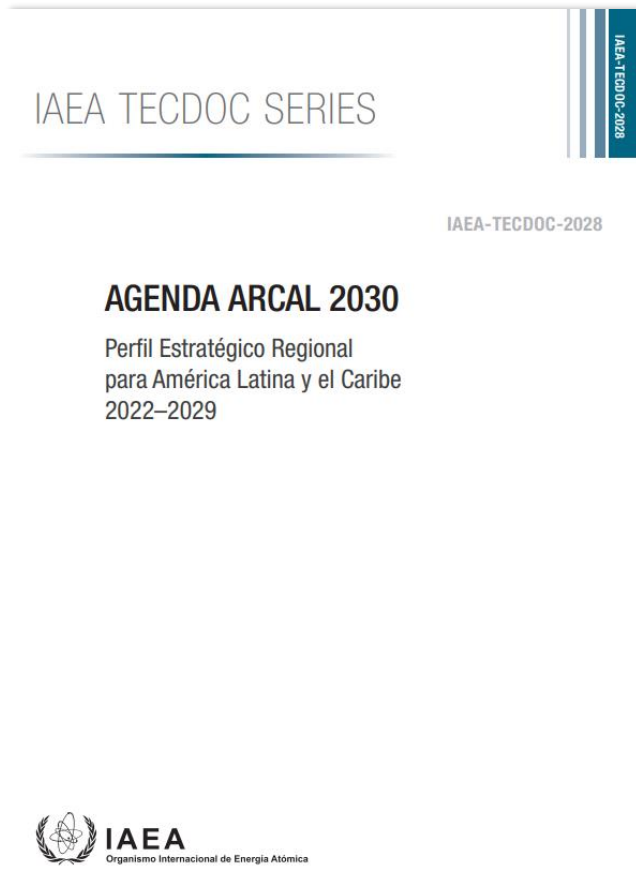 IAEA TECDOC SERIES
IAEA-TECDOC-2028
IAEA-TECDOC-2028
AGENDA ARCAL 2030
Perfil Estratégico Regional
para América Latina y el Caribe
2022–2029
IAEA
Organismo Internacional de Energía Atómica